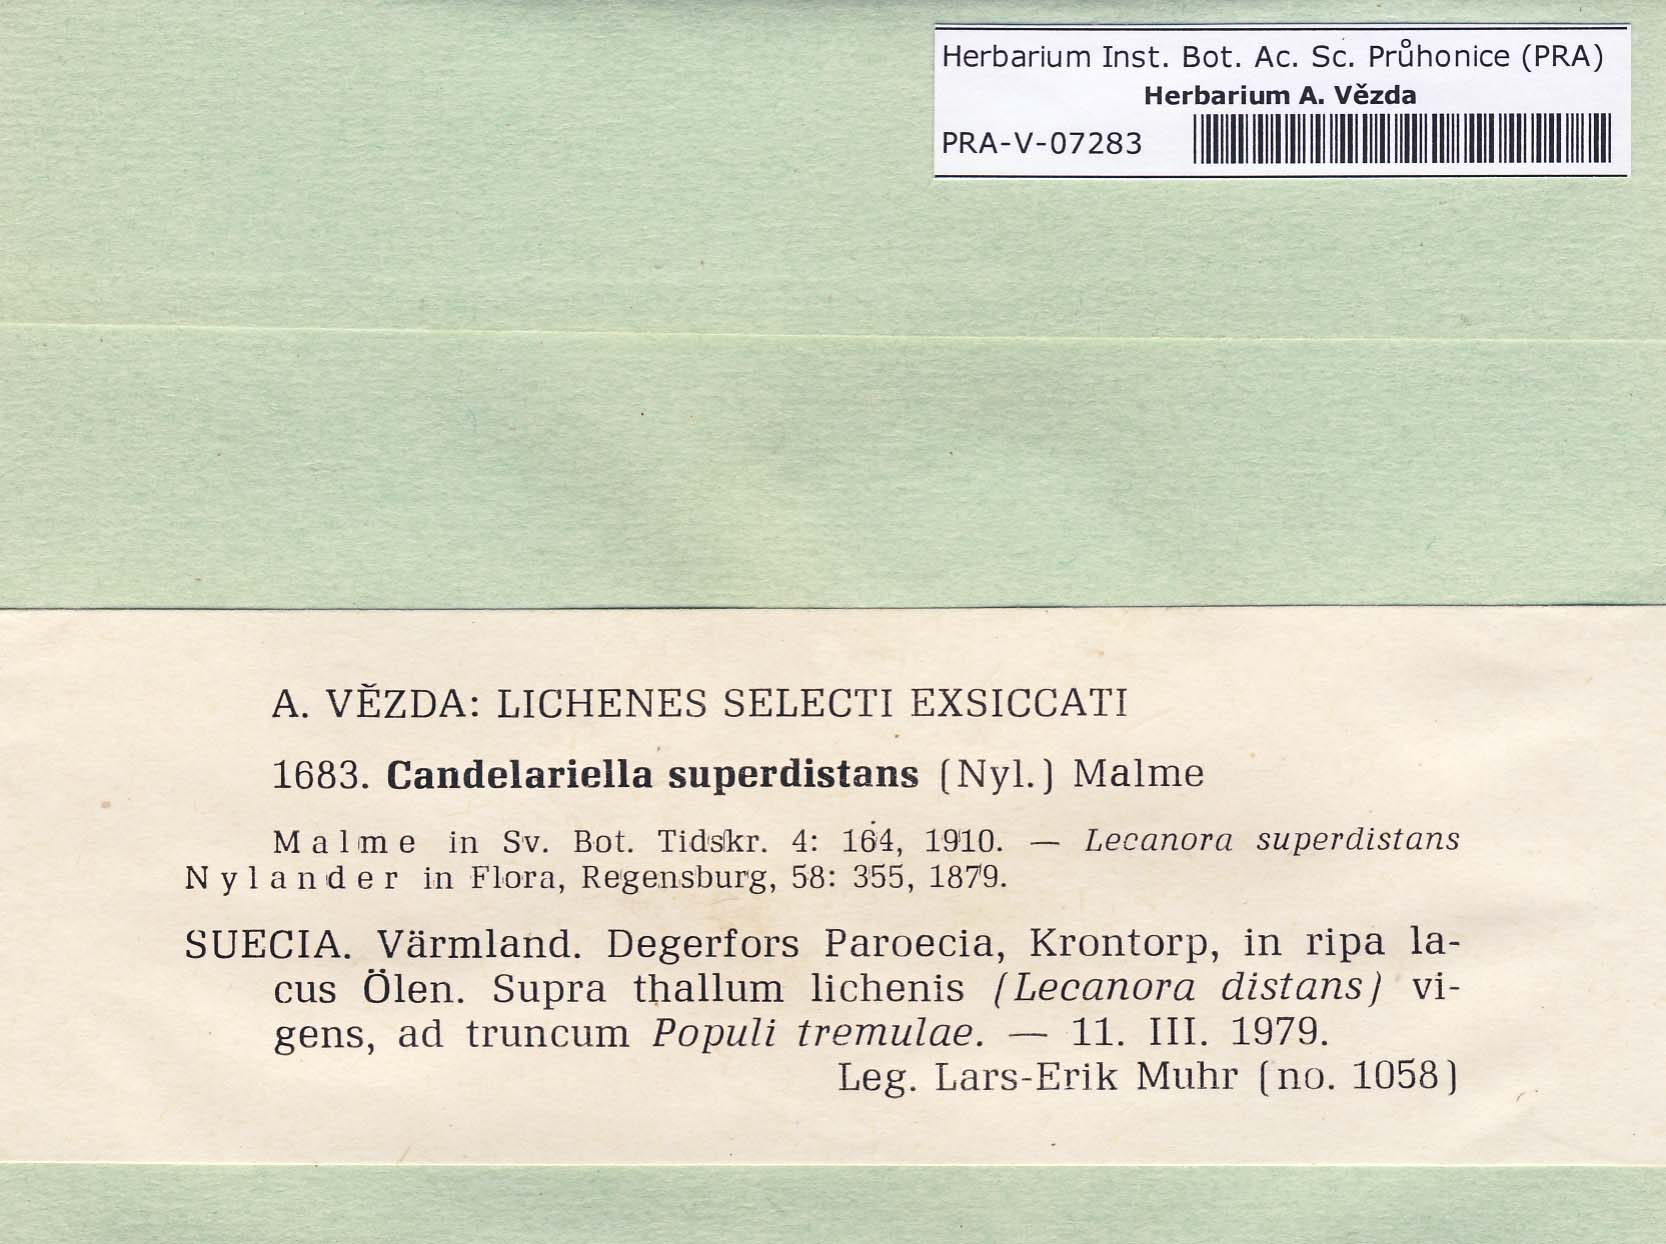 Herbarium Inst. Bot. Ac. Sc. Průhonice (PRA)
Herbarium A. Vězda
PRA-V-07283
A. VĚZDA: LICHENES SELECTI EXSICCATI
1683. Candelariella superdistans (Nyl.) Malme
Malme in Sv. Bot. Tidskr. 4: 164, 1910. — Lecanora superdistans
Nylander in Flora, Regensburg, 58: 355, 1879.
SUECIA. Värmland. Degerfors Paroecia, Krontorp, in ripa la-
cus Ölen. Supra thallum lichenis (Lecanora distans) vi-
gens, ad truncum Populi tremulae. — 11. III. 1979.
Leg. Lars-Erik Muhr (no. 1058)